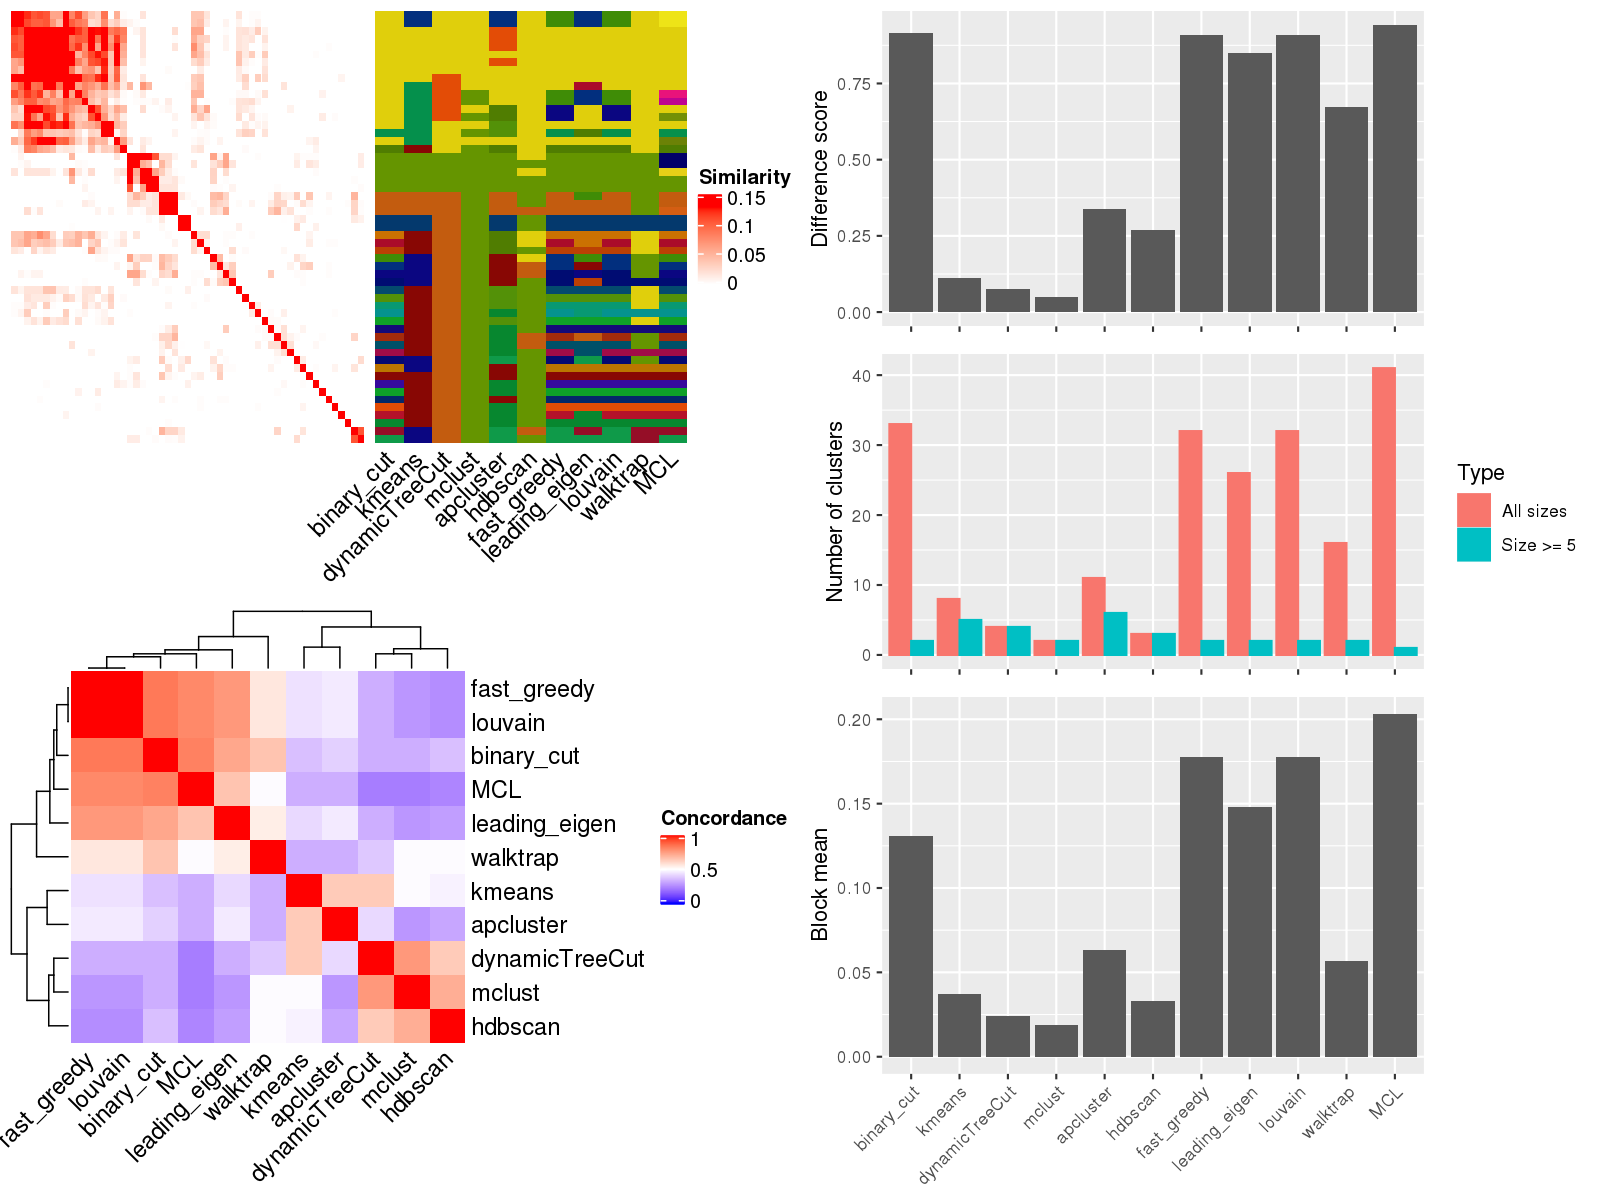 Similarity
0.15
0.1
0.05
0
binary_cut
kmeans
dynamicTreeCut
mclust
apcluster
hdbscan
fast_greedy
leading_eigen
louvain
walktrap
MCL
Difference score
0.75
0.50
0.25
0.00
Number of clusters
40
30
20
10
0
Type
All sizes
Size >= 5
fast_greedy
louvain
binary_cut
MCL
leading_eigen
walktrap
kmeans
apcluster
dynamicTreeCut
mclust
hdbscan
Concordance
1
0.5
0
fast_greedy
louvain
binary_cut
MCL
leading_eigen
walktrap
kmeans
apcluster
dynamicTreeCut
mclust
hdbscan
Block mean
0.20
0.15
0.10
0.05
0.00
binary_cut
kmeans
dynamicTreeCut
mclust
apcluster
hdbscan
fast_greedy
leading_eigen
louvain
walktrap
MCL